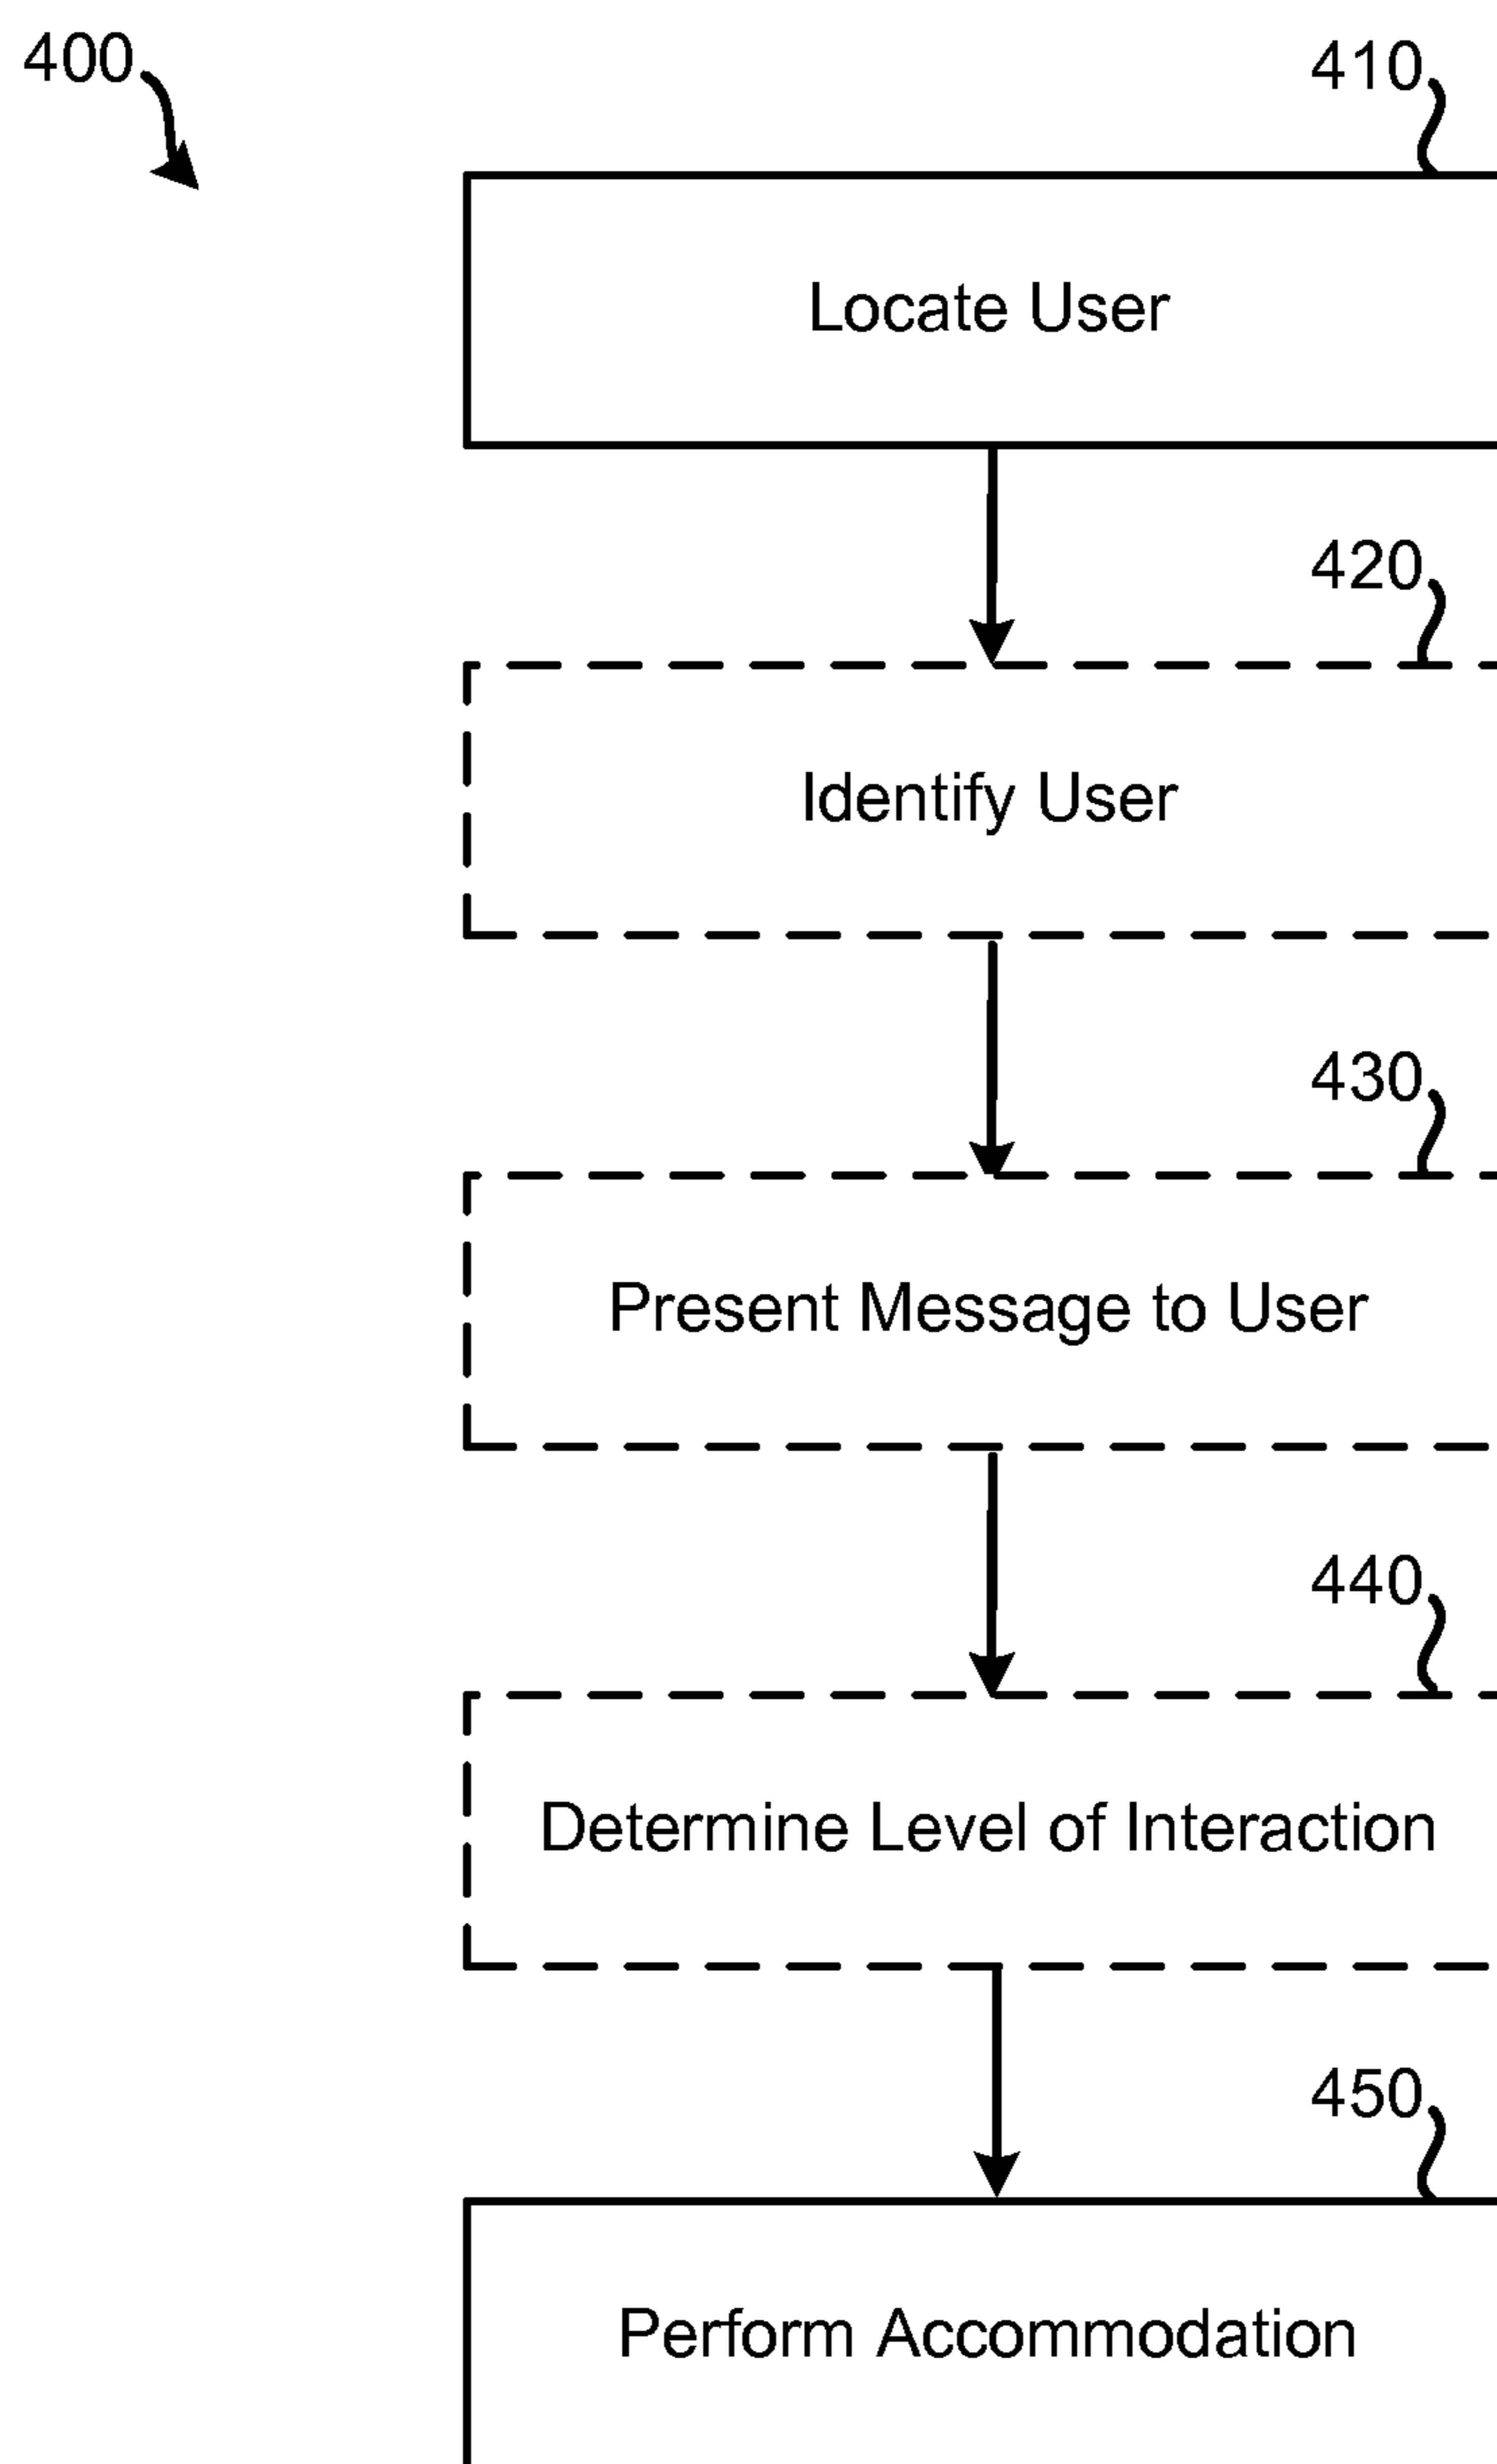 400
410
Locate User
420
Identify User
430
Present Message to User
440
Determine Level of Interaction
450
Perform Accommodation